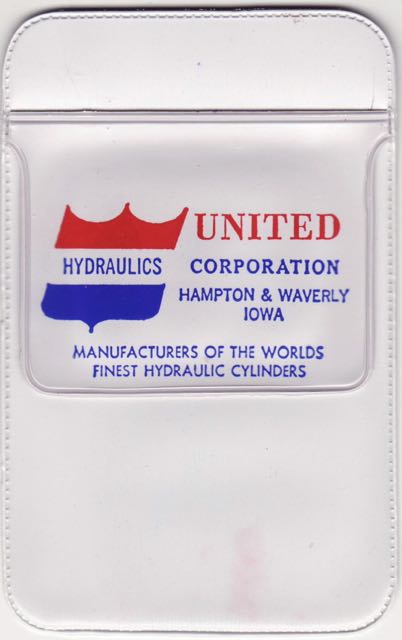 UNITED
HYDRAULICS CORPORATION
HAMPTON & WAVERLY
IOWA
MANUFACTURERS OF THE WORLDS
FINEST HYDRAULIC CYLINDERS